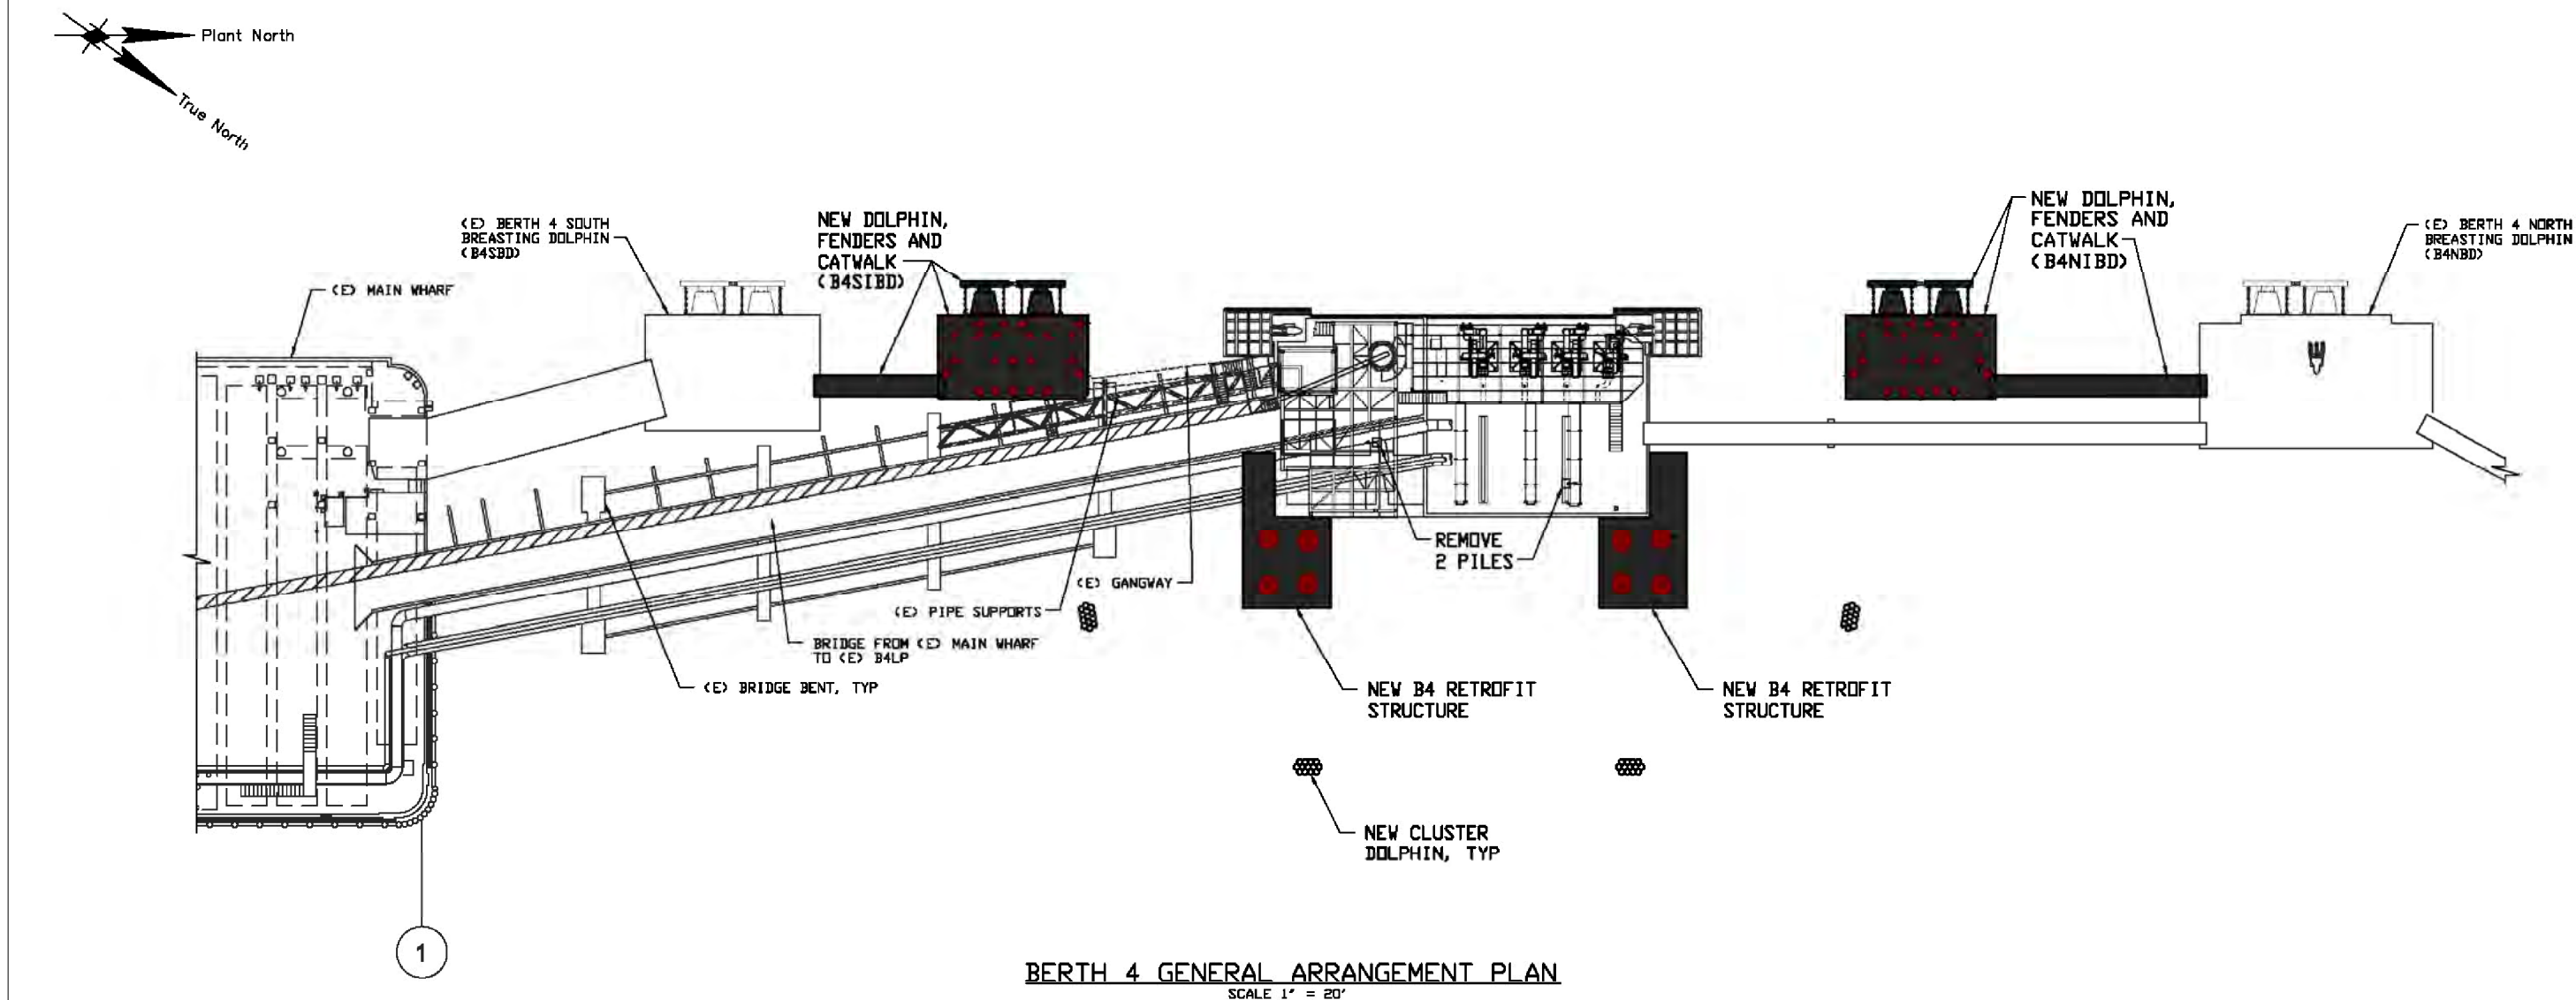 Plant North
True North
(E) BERTH 4 SOUTH
BREASTING DOLPHIN
(B4SBD)
NEW DOLPHIN,
FENDERS AND
CATWALK
(B4SIBD)
NEW DOLPHIN,
FENDERS AND
CATWALK
(B4NIBD)
(E) BERTH 4 NORTH
BREASTING DOLPHIN
(B4NBD)
(E) MAIN WHARF
REMOVE
2 PILES
(E) GANGWAY
(E) PIPE SUPPORTS
BRIDGE FROM (E) MAIN WHARF
TO (E) B4LP
(E) BRIDGE BENT, TYP
NEW B4 RETROFIT
STRUCTURE
NEW B4 RETROFIT
STRUCTURE
NEW CLUSTER
DOLPHIN, TYP
1
BERTH 4 GENERAL ARRANGEMENT PLAN
SCALE 1" = 20'